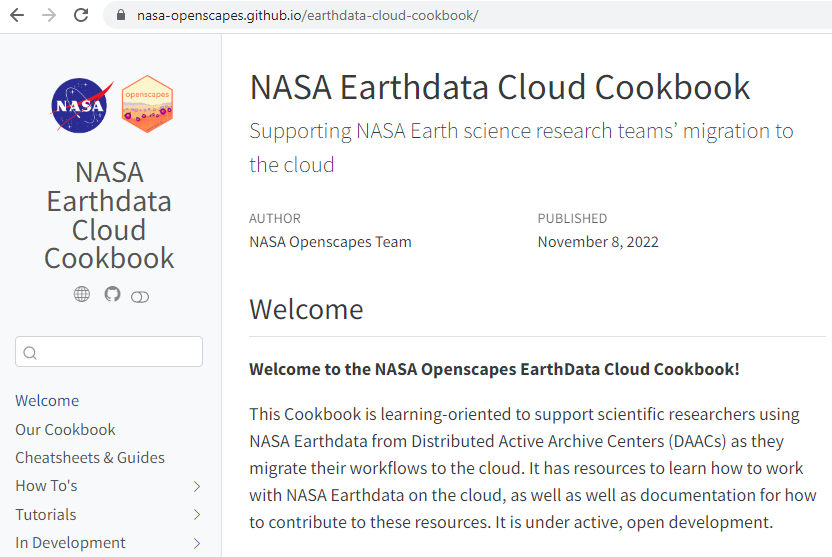 nasa-openscapes.github.io/earthdata-cloud-cookbook/
NASA
openscapes
NASA
Earthdata
Cloud
Cookbook
Welcome
Our Cookbook
Cheatsheets & Guides
How To's
Tutorials
In Development
NASA Earthdata Cloud Cookbook
Supporting NASA Earth science research teams’ migration to
the cloud
AUTHOR
NASA Openscapes Team
PUBLISHED
November 8, 2022
Welcome
Welcome to the NASA Openscapes EarthData Cloud Cookbook!
This Cookbook is learning-oriented to support scientific researchers using
NASA Earthdata from Distributed Active Archive Centers (DAACs) as they
migrate their workflows to the cloud. It has resources to learn how to work
with NASA Earthdata on the cloud, as well as well as documentation for how
to contribute to these resources. It is under active, open development.